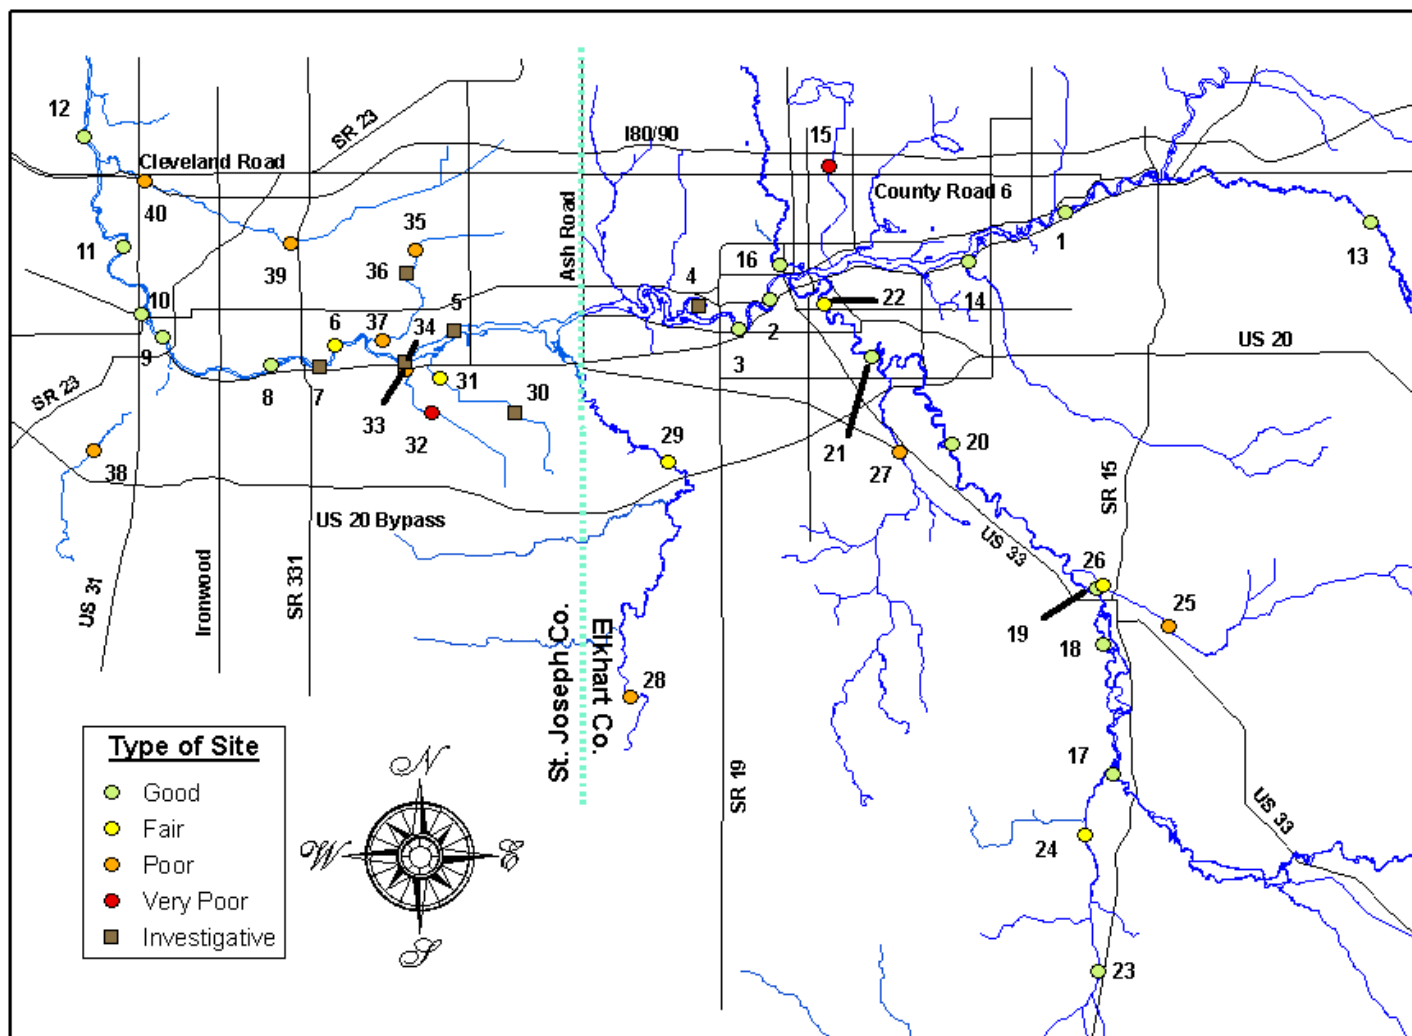 12
SR 23
I80/90
15
Cleveland Road
County Road 6
40
35
Ash Road
11
39
36
16
1
13
4
14
10
5
22
6
37
34
2
9
US 20
3
8
7
31
30
SR 23
33
32
29
21
20
38
27
SR 15
US 20 Bypass
US 33
26
US 31
Ironwood
SR 331
19
25
18
St. Joseph Co.
Elkhart Co.
28
Type of Site
Good
Fair
Poor
Very Poor
Investigative
N
W
E
S
SR 19
17
US 33
24
23